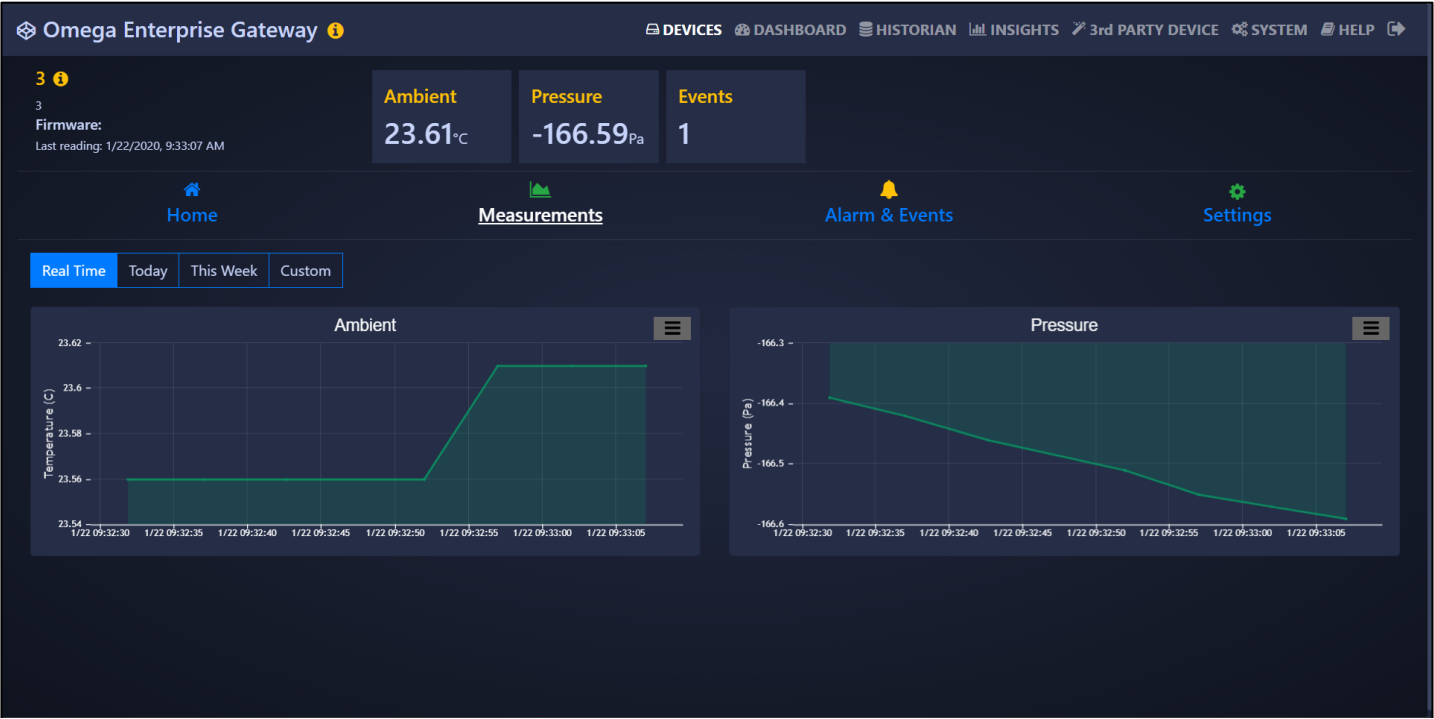 Omega Enterprise Gateway
DEVICES DASHBOARD HISTORIAN INSIGHTS 3rd PARTY DEVICE SYSTEM HELP
3
3
Firmware:
Last reading: 1/22/2020, 9:33:07 AM
Ambient
23.61°C
Pressure
-166.59Pa
Events
1
Home
Measurements
Alarm & Events
Settings
Real Time Today This Week Custom
Ambient
Temperature (C)
23.62
23.6
23.58
23.56
23.54
1/22 09:32:30 1/22 09:32:35 1/22 09:32:40 1/22 09:32:45 1/22 09:32:50 1/22 09:32:55 1/22 09:33:00 1/22 09:33:05
Pressure
Pressure (Pa)
-166.3
-166.4
-166.5
-166.6
1/22 09:32:30 1/22 09:32:35 1/22 09:32:40 1/22 09:32:45 1/22 09:32:50 1/22 09:32:55 1/22 09:33:00 1/22 09:33:05